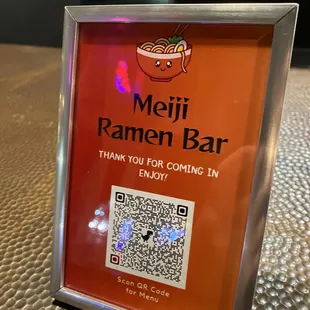 Meiji
Ramen Bar
THANK YOU FOR COMING IN
ENJOY!
Scan QR Code
for Menu